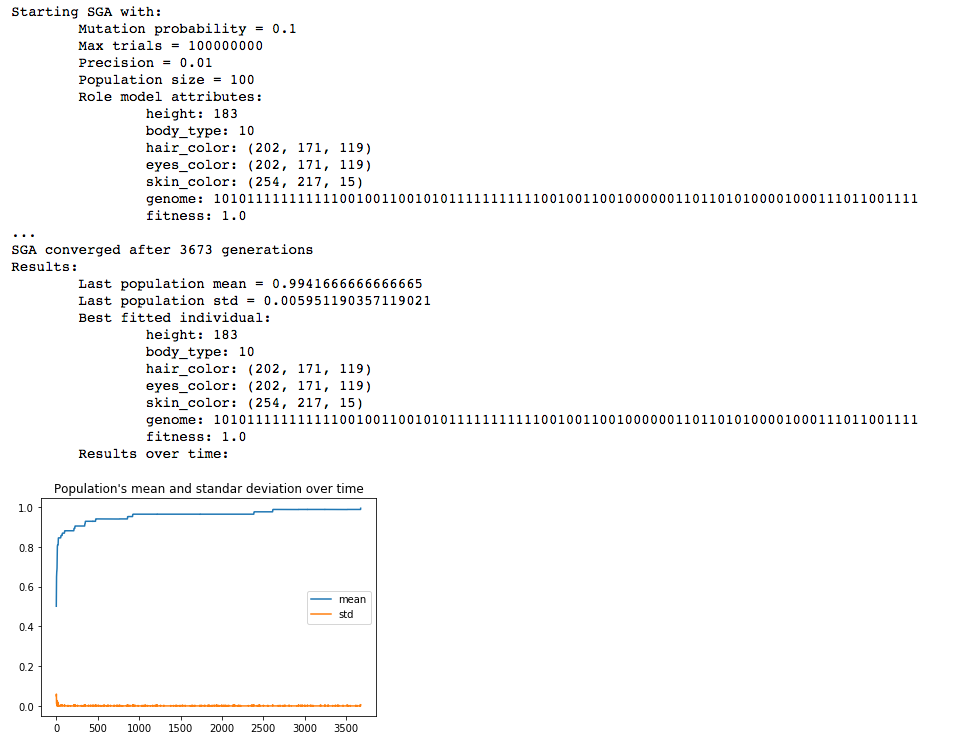 Starting SGA with:
Mutation probability = 0.1
Max trials = 100000000
Precision = 0.01
Population size = 100
Role model attributes:
height: 183
body_type: 10
hair_color: (202, 171, 119)
eyes_color: (202, 171, 119)
skin_color: (254, 217, 15)
genome: 101011111111111001001100101011111111111001001100100000011011010100001000111011001111
fitness: 1.0
...
SGA converged after 3673 generations
Results:
Last population mean = 0.9941666666666665
Last population std = 0.005951190357119021
Best fitted individual:
height: 183
body_type: 10
hair_color: (202, 171, 119)
eyes_color: (202, 171, 119)
skin_color: (254, 217, 15)
genome: 101011111111111001001100101011111111111001001100100000011011010100001000111011001111
fitness: 1.0
Results over time:
Population's mean and standar deviation over time
1.0
0.8
0.6
0.4
0.2
0.0
mean
std
0 500 1000 1500 2000 2500 3000 3500